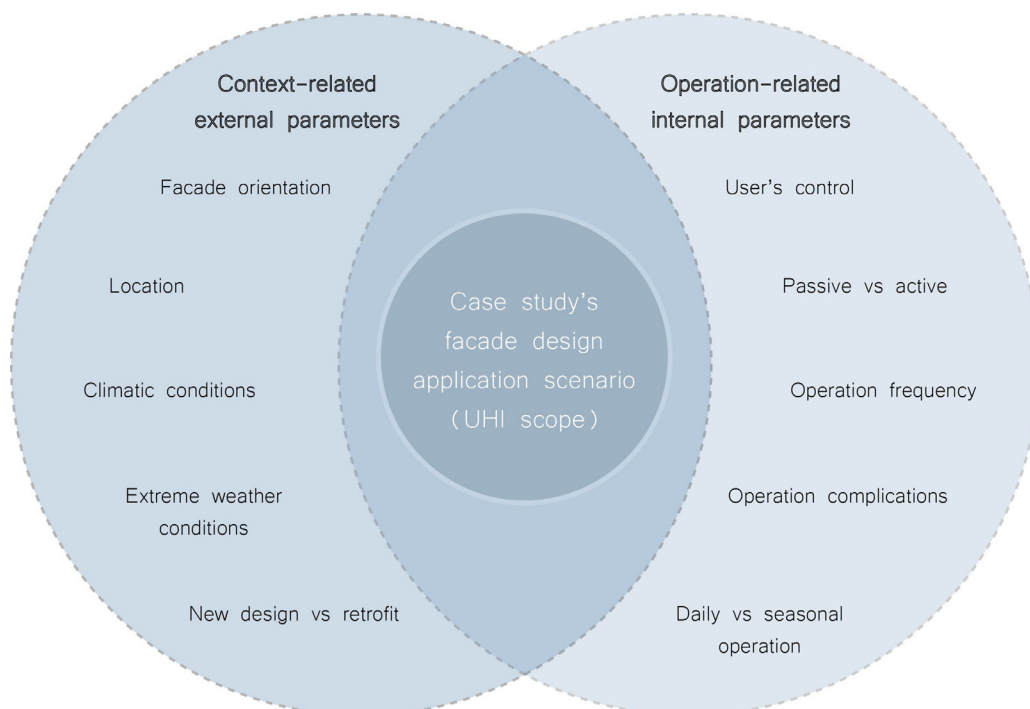 Context-related
external parameters
Facade orientation
Location
Climatic conditions
Extreme weather
conditions
New design vs retrofit
Case study's
facade design
application scenario
(UHI scope)
Operation-related
internal parameters
User's control
Passive vs active
Operation frequency
Operation complications
Daily vs seasonal
operation